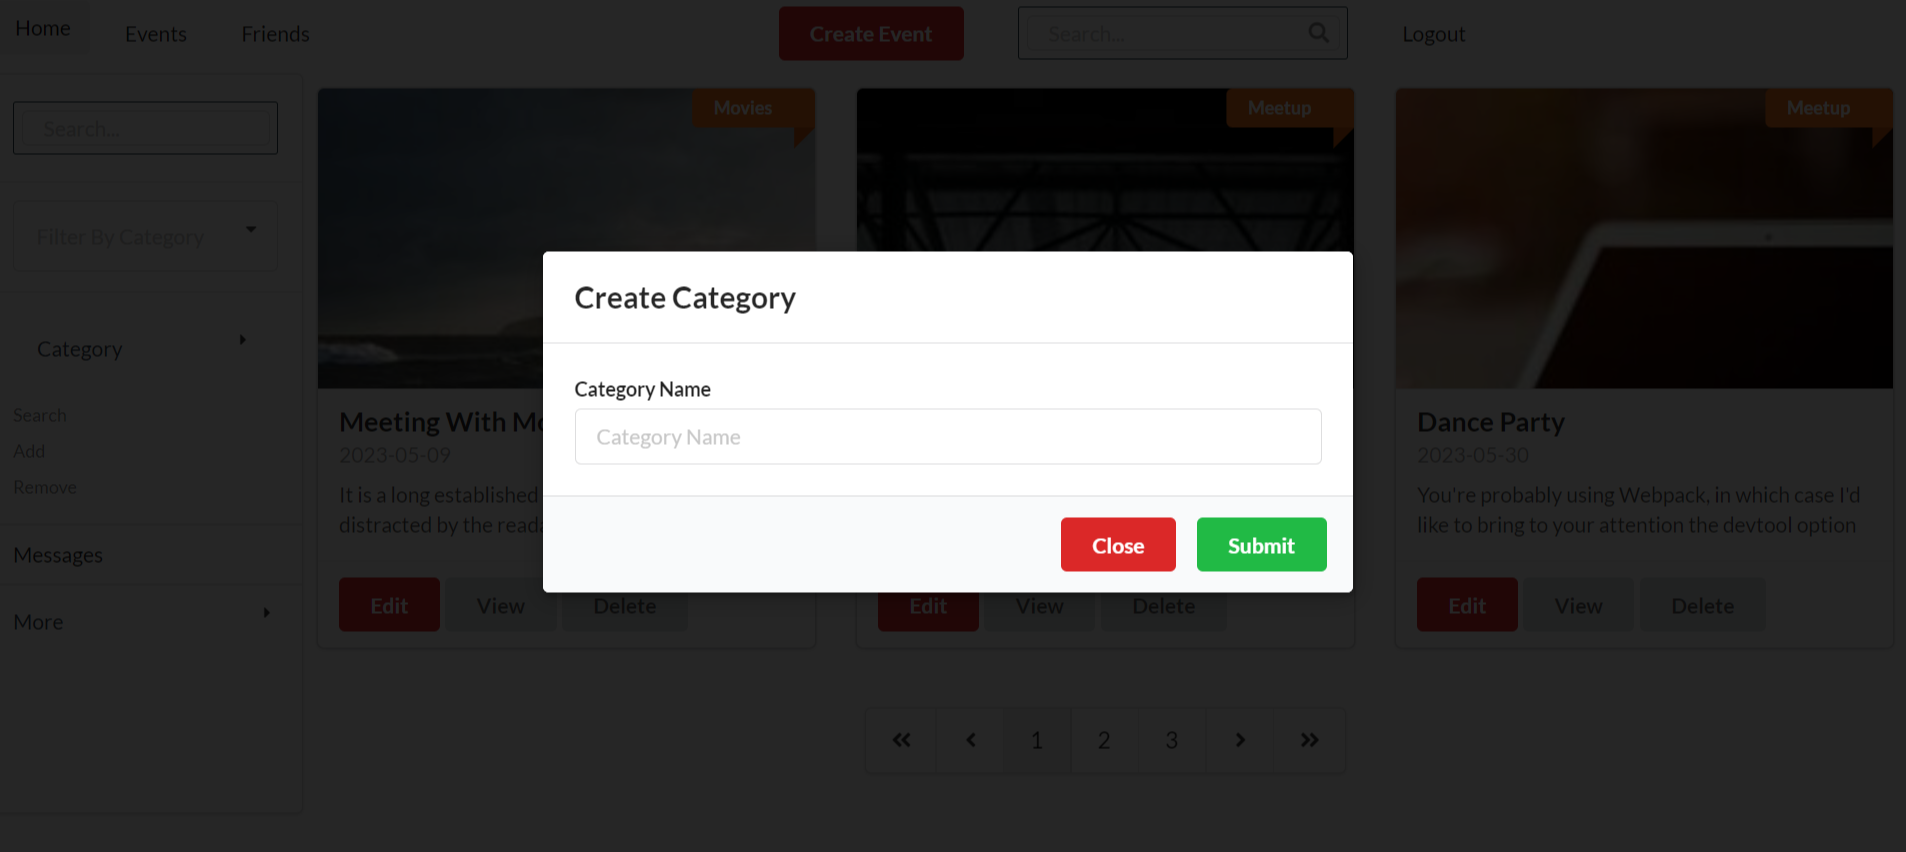 Home
Events
Friends
Create Event
Search...
Logout
Search...
Filter By Category
Category
Search
Add
Remove
Messages
More
Movies
Meeting With Mo
2023-05-09
It is a long established
distracted by the reada
Edit
View
Delete
Meetup
Edit
View
Delete
Meetup
Dance Party
2023-05-30
You're probably using Webpack, in which case I'd
like to bring to your attention the devtool option
Edit
View
Delete
Create Category
Category Name
Category Name
Close
Submit
1
2
3